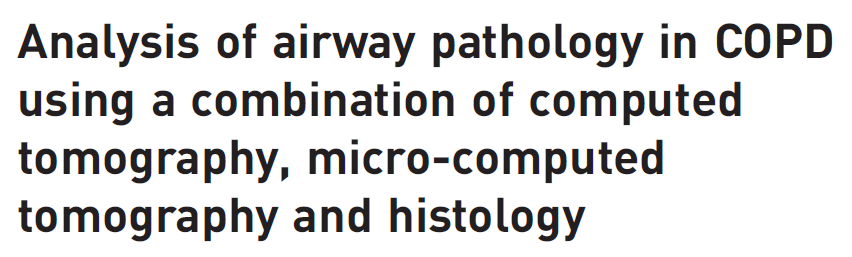 Analysis of airway pathology in COPD
using a combination of computed
tomography, micro-computed
tomography and histology